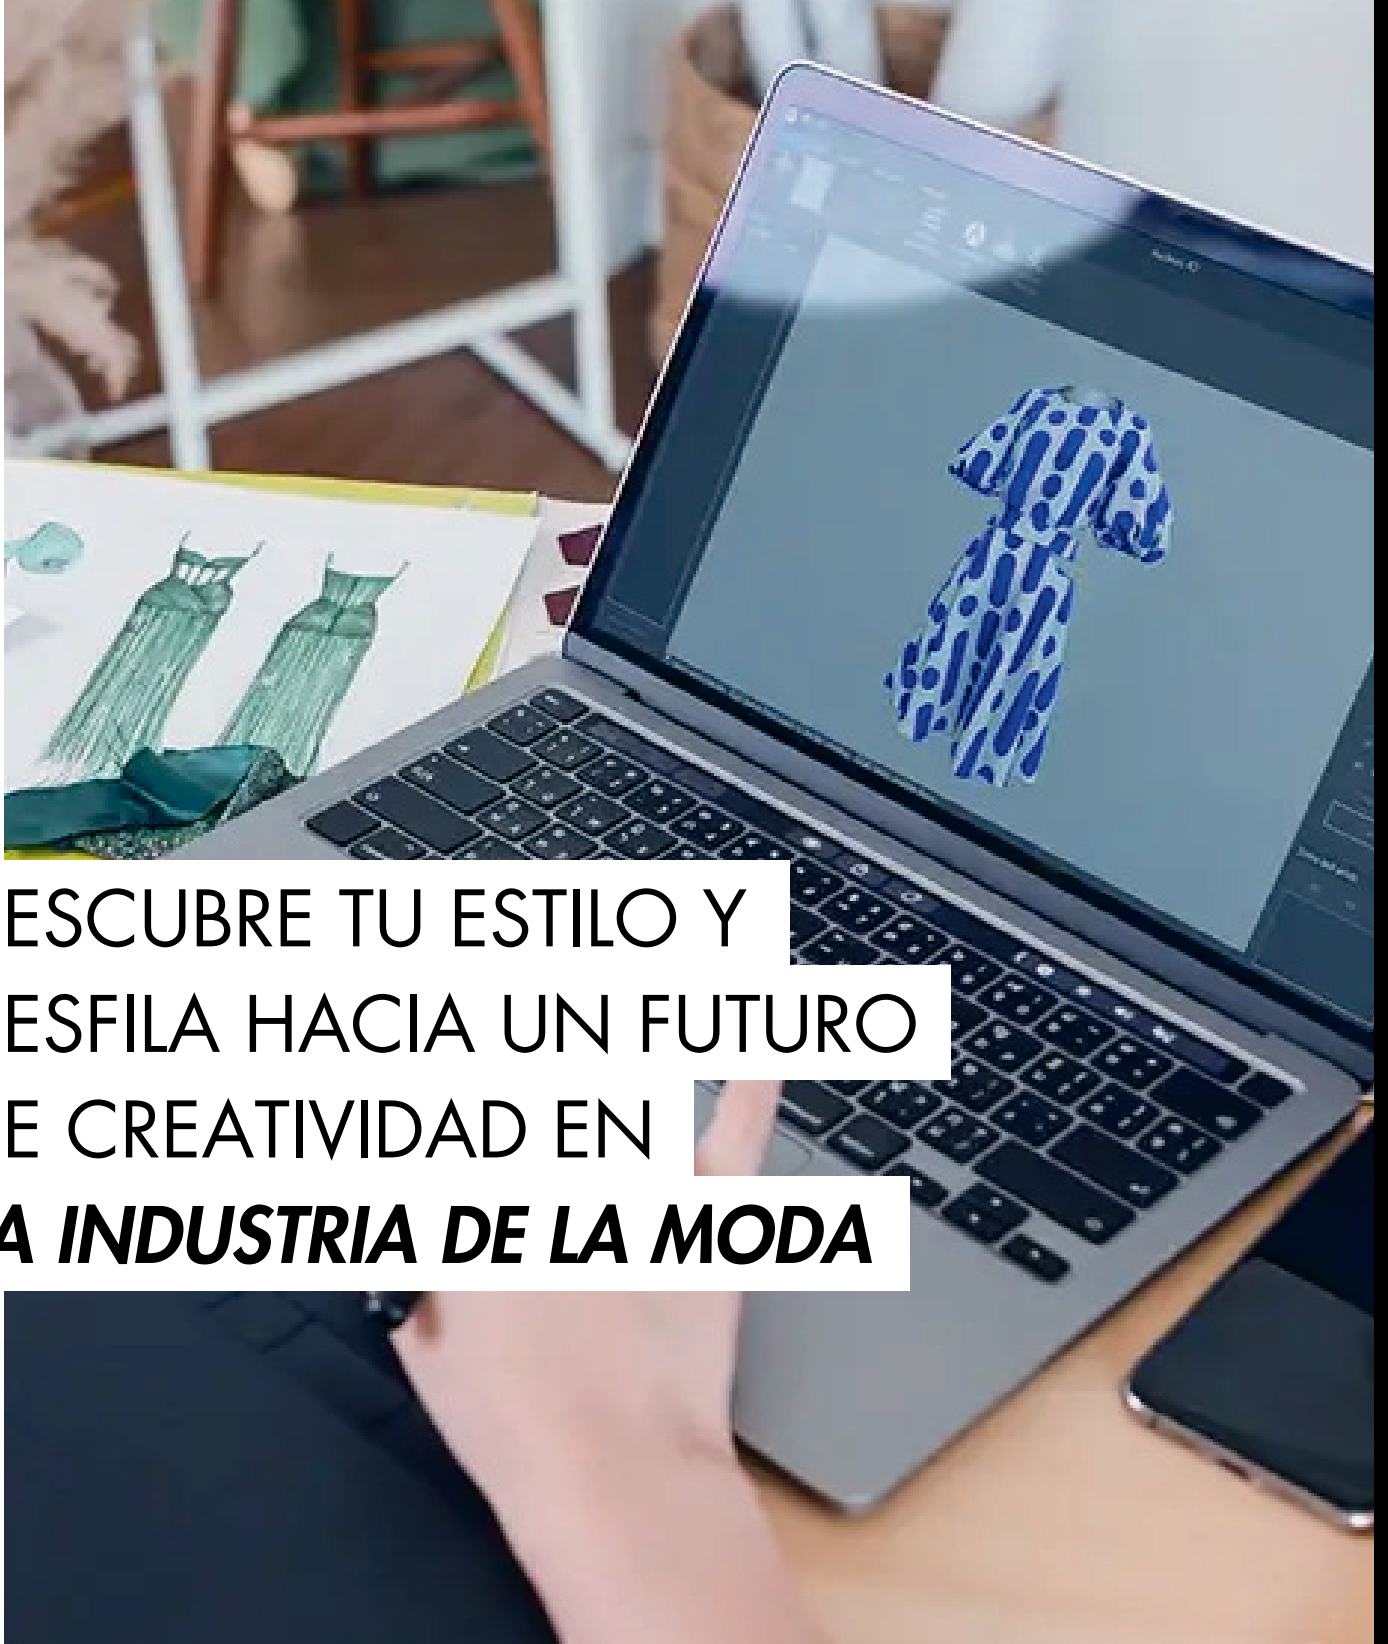 ESCUBRE TU ESTILO Y
ESFILA HACIA UN FUTURO
E CREATIVIDAD EN
A INDUSTRIA DE LA MODA